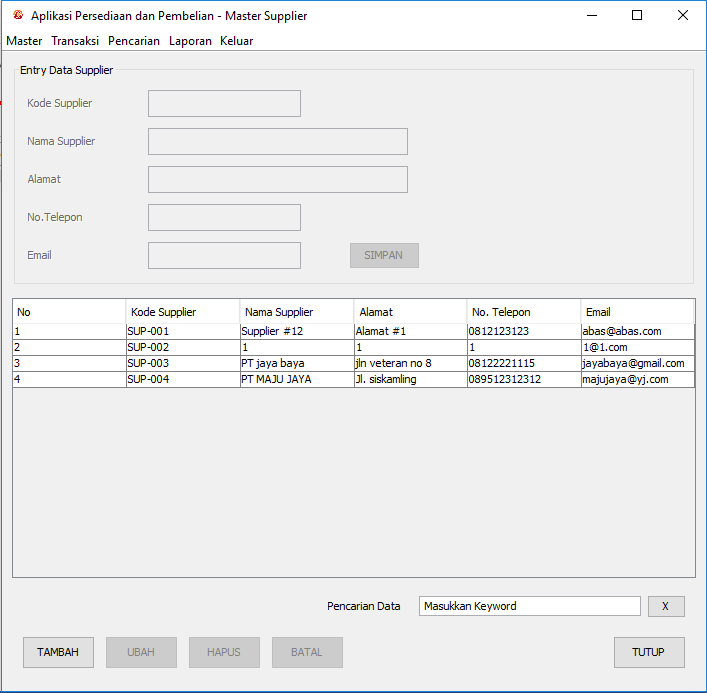 Aplikasi Persediaan dan Pembelian - Master Supplier
Master Transaksi Pencarian Laporan Keluar
Entry Data Supplier
Kode Supplier
Nama Supplier
Alamat
No.Telepon
Email SIMPAN
No Kode Supplier Nama Supplier Alamat No. Telepon Email
1 SUP-001 Supplier #12 Alamat #1 0812123123 abas@abas.com
2 SUP-002 1 1 1 1@1.com
3 SUP-003 PT jaya baya jln veteran no 8 08122221115 jayabaya@gmail.com
4 SUP-004 PT MAJU JAYA Jl. siskamling 089512312312 majujaya@yj.com
Pencarian Data Masukkan Keyword X
TAMBAH UBAH HAPUS BATAL TUTUP